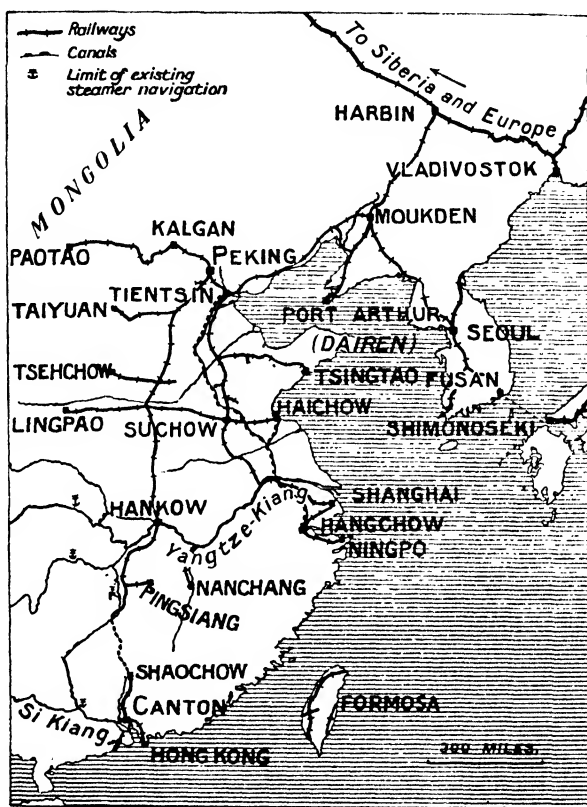 Railways
Canals
Limit of existing
steamer navigation
To Siberia and Europe
HARBIN
VLADIVOSTOK
MONGOLIA
MOUKDEN
KALGAN
PEKING
PAOTAO
TIENTSIN
TAIYUAN
PORT ARTHUR
(DAIREN)
SEOUL
TSEHCHOW
TSINGTAO
FUSAN
LINGPAO
SUCHOW
HAICHOW
SHIMONOSEKI
HANKOW
Yangtze-Kiang
SHANGHAI
HANGCHOW
NINGPO
NANCHANG
PINGSIANG
SHAOCHOW
CANTON
Si Kiang
FORMOSA
HONG KONG
300 MILES.